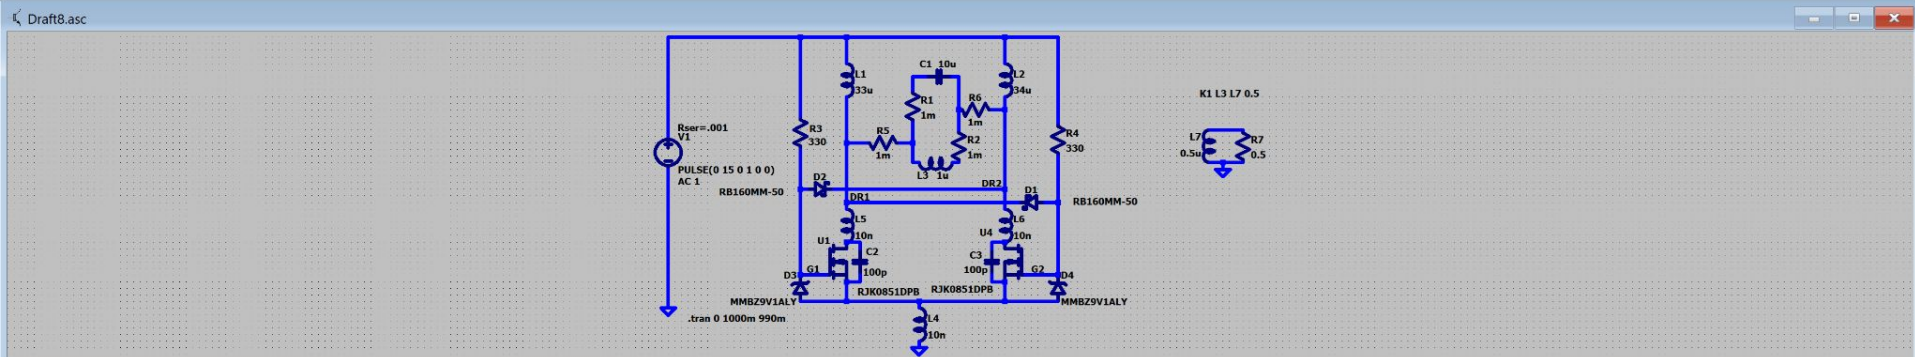 Draft8.asc
C1 10u
L1
33u
L2
34u
R1
1m
R6
1m
K1 L3 L7 0.5
Rser=.001
V1
R3
330
R5
1m
R2
1m
R4
330
L7
0.5u
R7
0.5
PULSE(0 15 0 1 0 0)
AC 1
L3 1u
D2
DR2
D1
RB160MM-50
DR1
RB160MM-50
L5
10n
L6
10n
U1
U4
C2
100p
C3
100p
D3
G1
G2
D4
RJK0851DPB
RJK0851DPB
MMBZ9V1ALY
MMBZ9V1ALY
.tran 0 1000m 990m
L4
10n